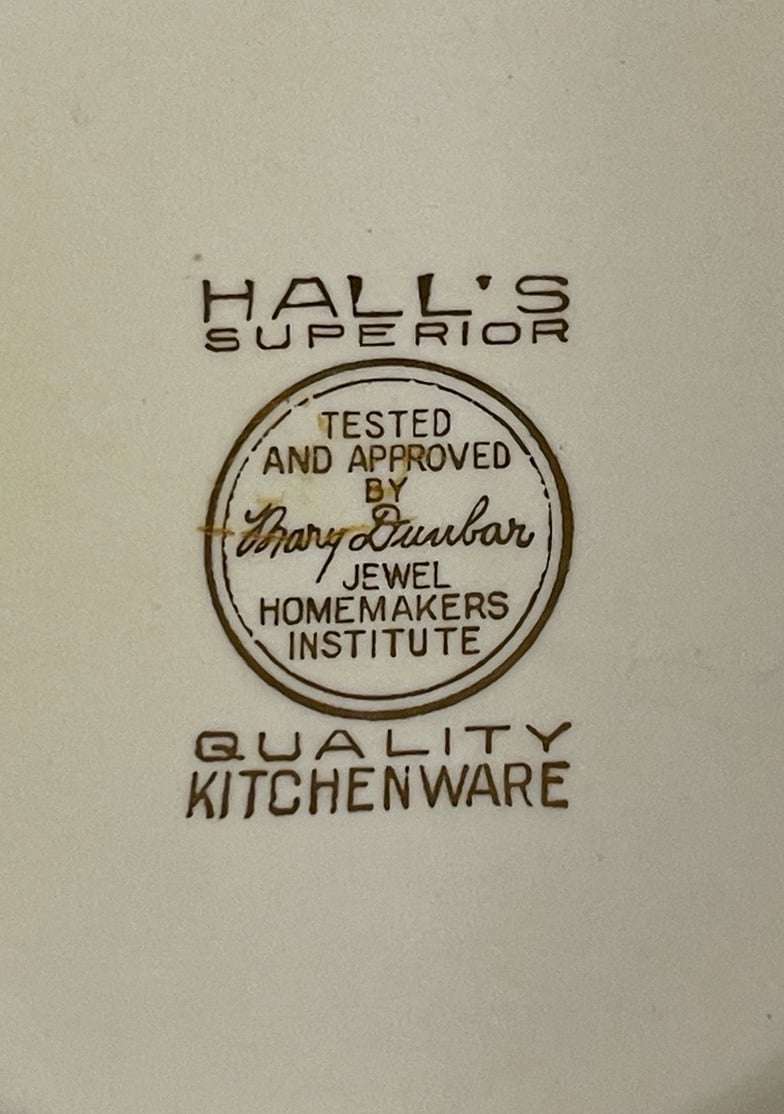 HALL'S
SUPERIOR
TESTED
AND APPROVED
BY
Mary Dunbar
JEWEL
HOMEMAKERS
INSTITUTE
QUALITY
KITCHENWARE